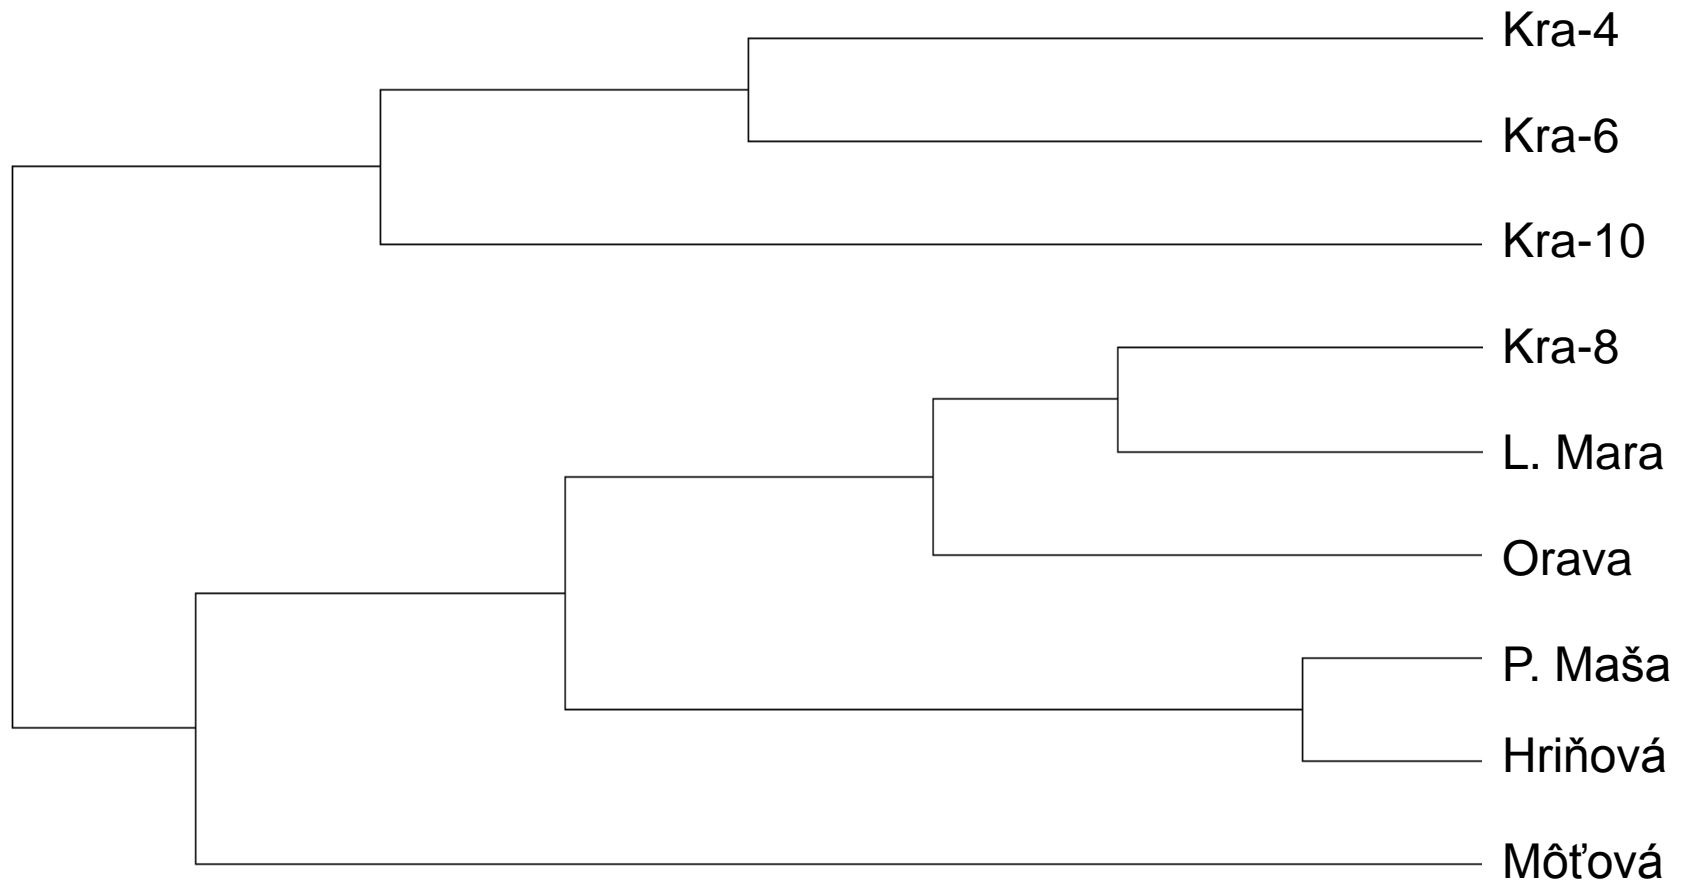 Kra-4
Kra-6
Kra-10
Kra-8
L. Mara
Orava
P. Maša
Hriňová
Môťová